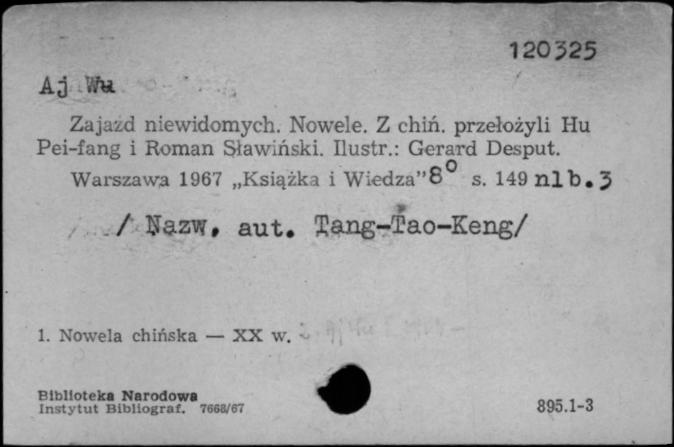 120325
Aj Wu
Zajazd niewidomych. Nowele. Z chiń. przełożyli Hu
Pei-fang i Roman Sławiński. Ilustr.: Gerard Desput.
Warszawa 1967 „Książka i Wiedza” 8° s. 149 nlb. 3
/ Nazw. aut. Tang-Tao-Keng/
1. Nowela chińska — XX w.
Biblioteka Narodowa
Instytut Bibliograf. 7668/67
895.1-3